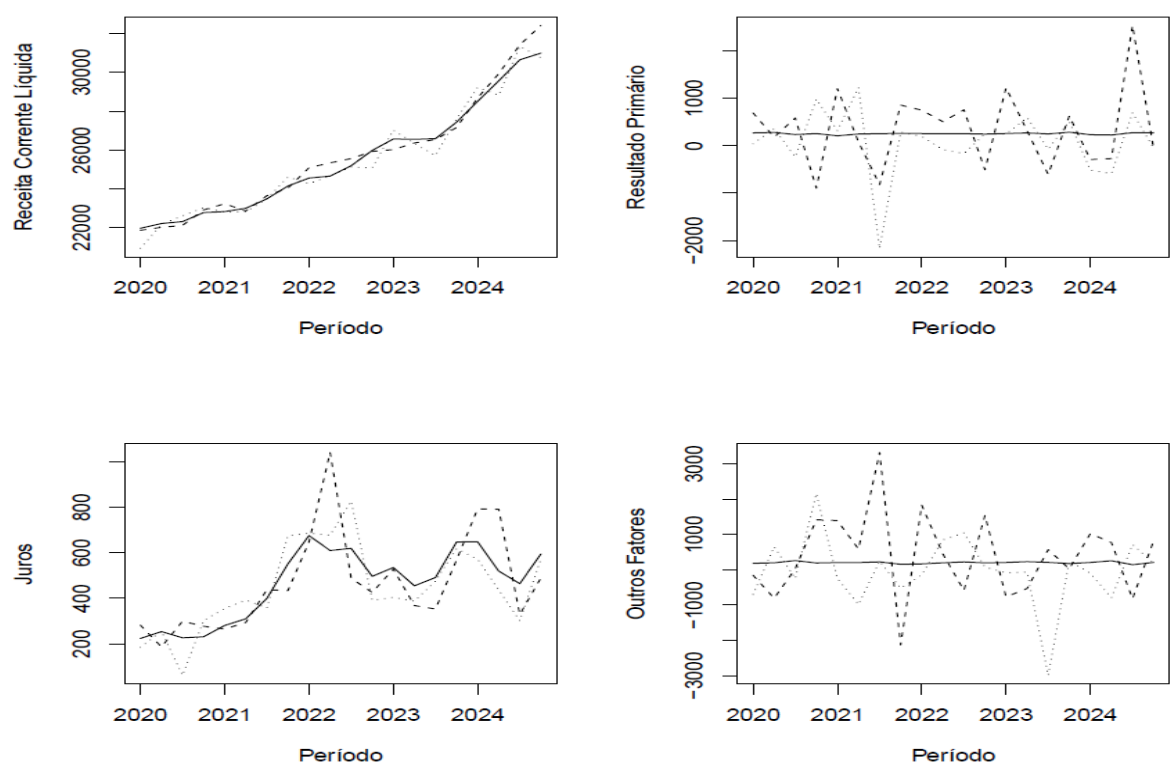 Receita Corrente Líquida
30000
26000
22000
2020 2021 2022 2023 2024
Período
Resultado Primário
1000
0
−2000
2020 2021 2022 2023 2024
Período
Juros
800
600
400
200
2020 2021 2022 2023 2024
Período
Outros Fatores
3000
1000
−1000
−3000
2020 2021 2022 2023 2024
Período